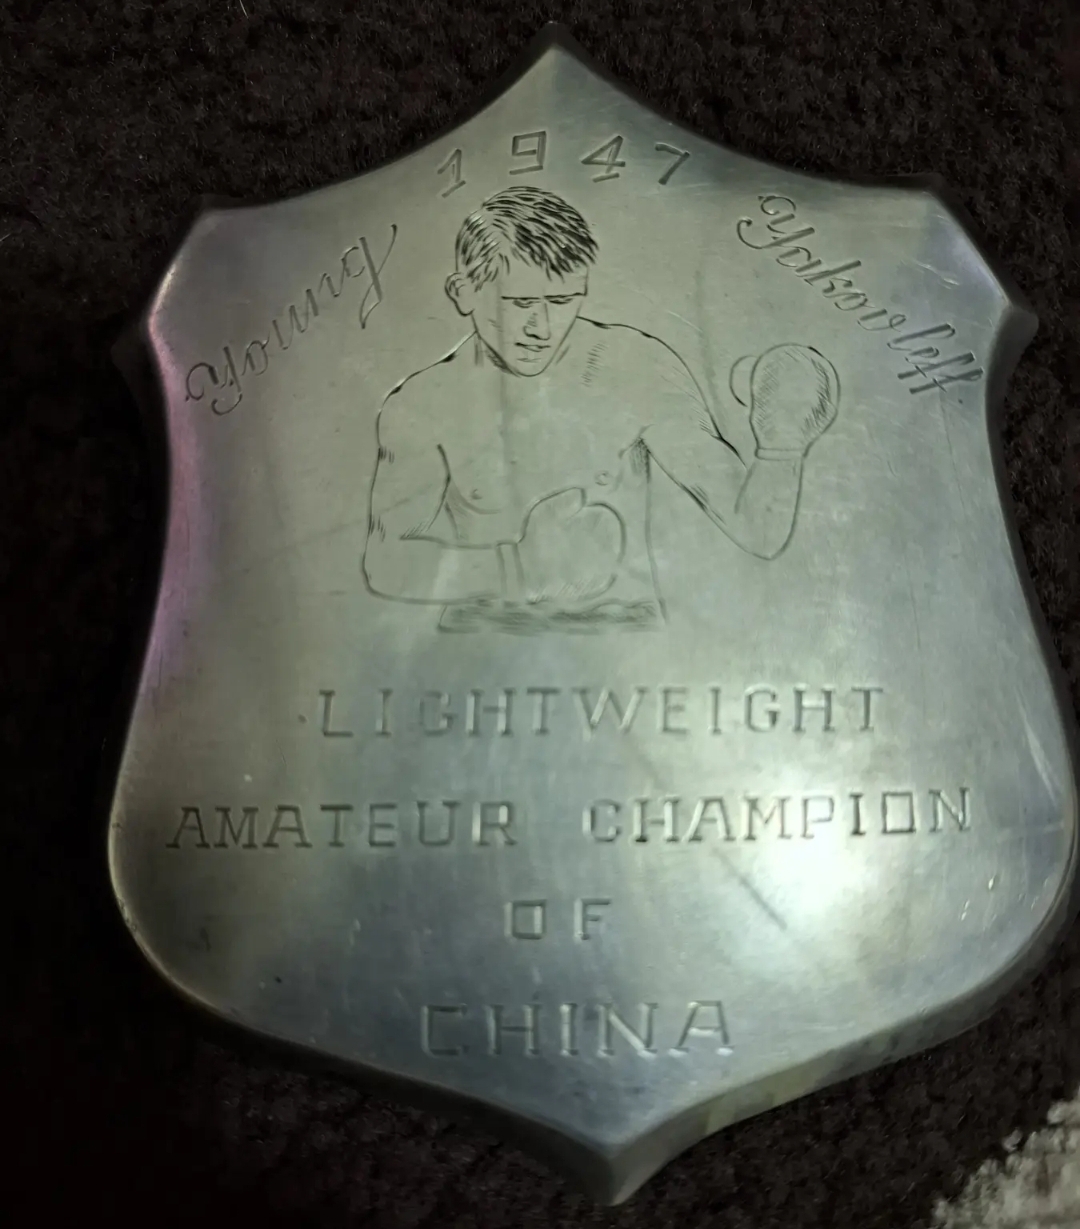 1947
Young Yakovleff
LIGHTWEIGHT
AMATEUR CHAMPION
OF
CHINA